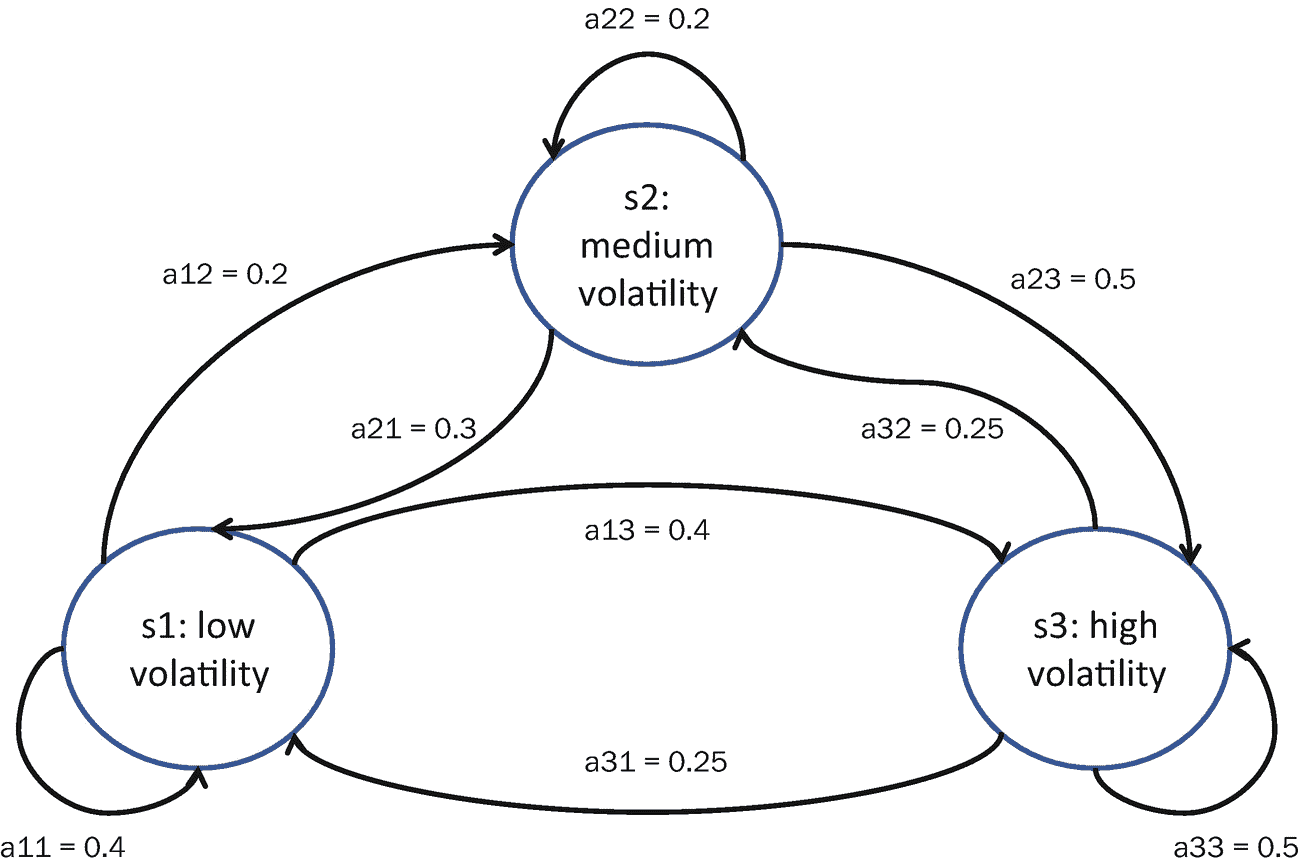 a22 = 0.2
s2:
medium
volatility
a12 = 0.2
a23 = 0.5
a21 = 0.3
a32 = 0.25
a13 = 0.4
s1: low
volatility
s3: high
volatility
a31 = 0.25
a11 = 0.4
a33 = 0.5